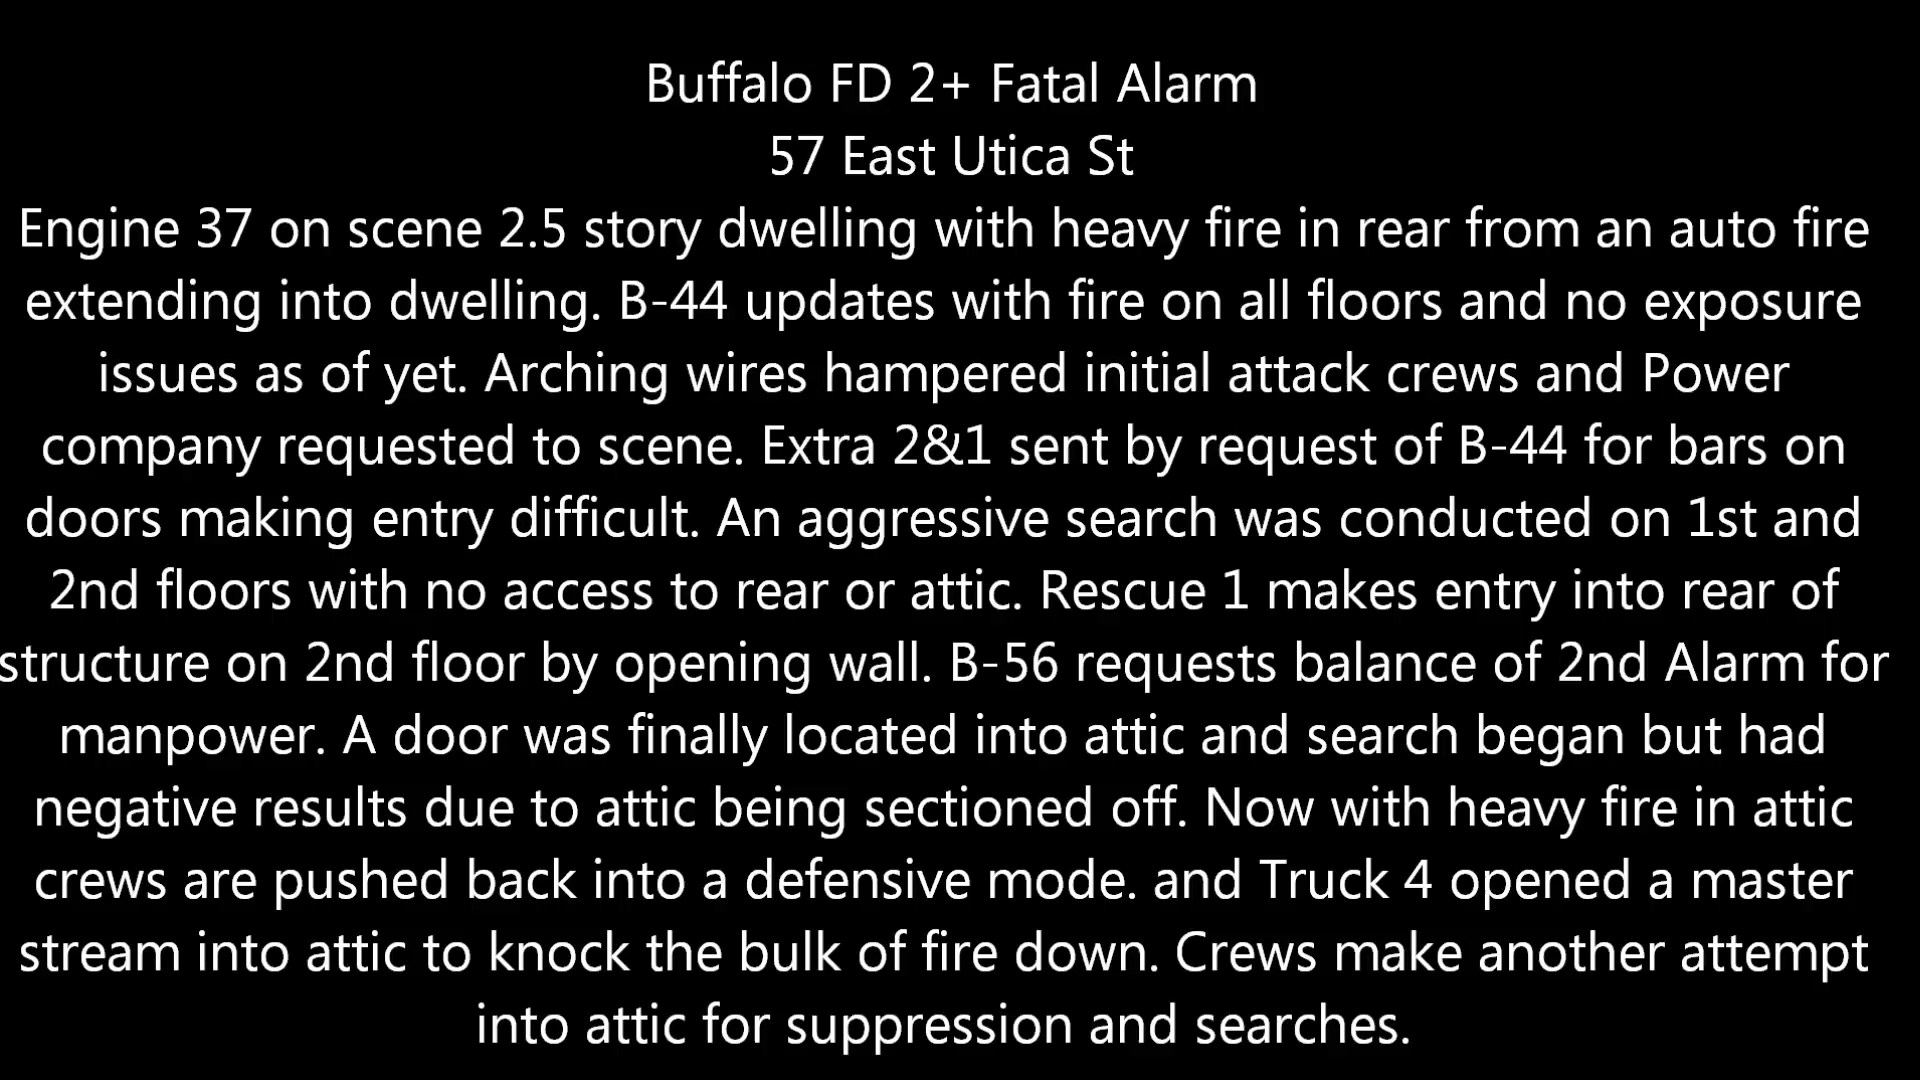 Buffalo FD 2+ Fatal Alarm
57 East Utica St
Engine 37 on scene 2.5 story dwelling with heavy fire in rear from an auto fire
extending into dwelling. B-44 updates with fire on all floors and no exposure
issues as of yet. Arching wires hampered initial attack crews and Power
company requested to scene. Extra 2&1 sent by request of B-44 for bars on
doors making entry difficult. An aggressive search was conducted on 1st and
2nd floors with no access to rear or attic. Rescue 1 makes entry into rear of
structure on 2nd floor by opening wall. B-56 requests balance of 2nd Alarm for
manpower. A door was finally located into attic and search began but had
negative results due to attic being sectioned off. Now with heavy fire in attic
crews are pushed back into a defensive mode. and Truck 4 opened a master
stream into attic to knock the bulk of fire down. Crews make another attempt
into attic for suppression and searches.